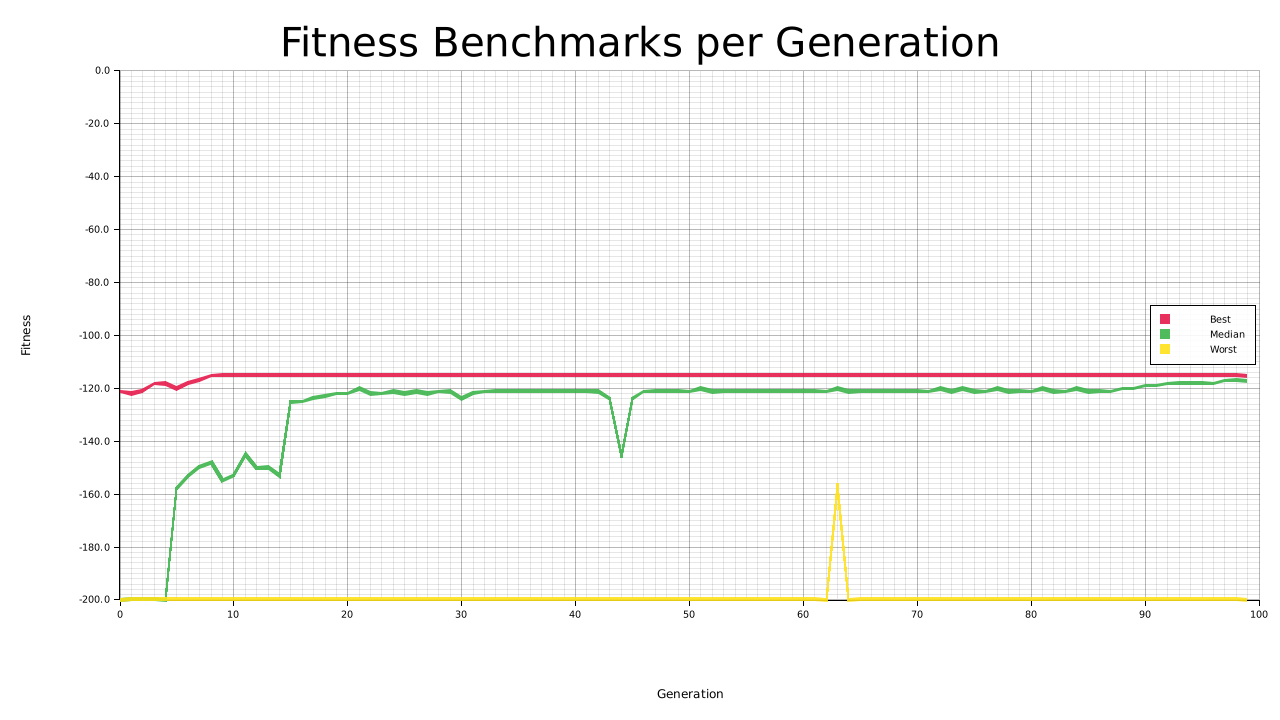 Fitness Benchmarks per Generation
0.0
-20.0
-40.0
-60.0
-80.0
-100.0
-120.0
-140.0
-160.0
-180.0
-200.0
Fitness
Best
Median
Worst
0 10 20 30 40 50 60 70 80 90 100
Generation